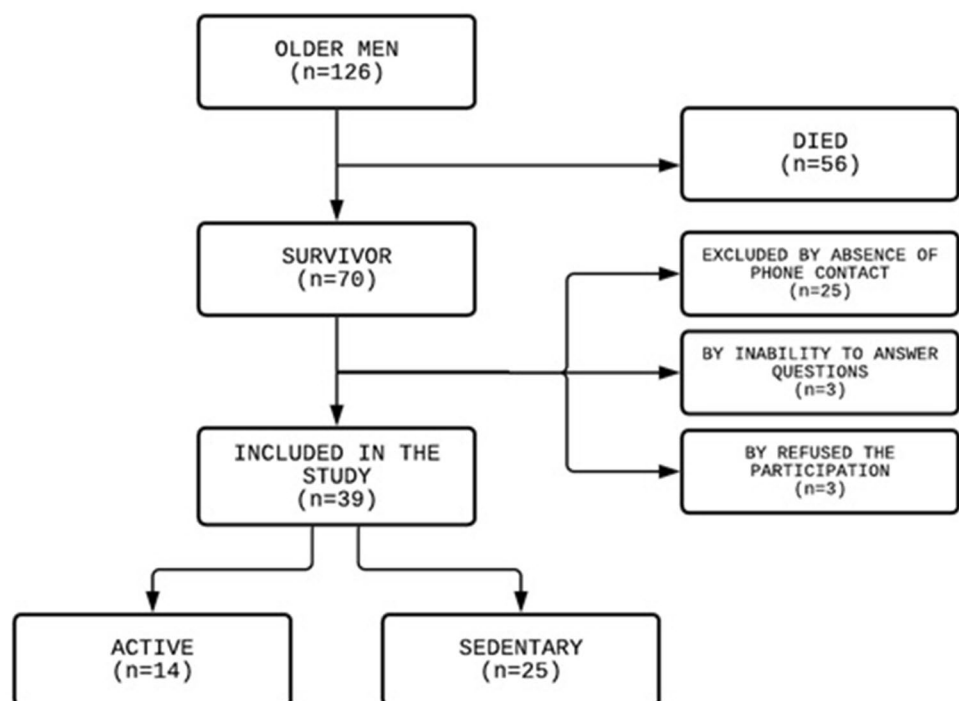 OLDER MEN
(n=126)
DIED
(n=56)
SURVIVOR
(n=70)
EXCLUDED BY ABSENCE OF
PHONE CONTACT
(n=25)
BY INABILITY TO ANSWER
QUESTIONS
(n=3)
BY REFUSED THE
PARTICIPATION
(n=3)
INCLUDED IN THE
STUDY
(n=39)
ACTIVE
(n=14)
SEDENTARY
(n=25)